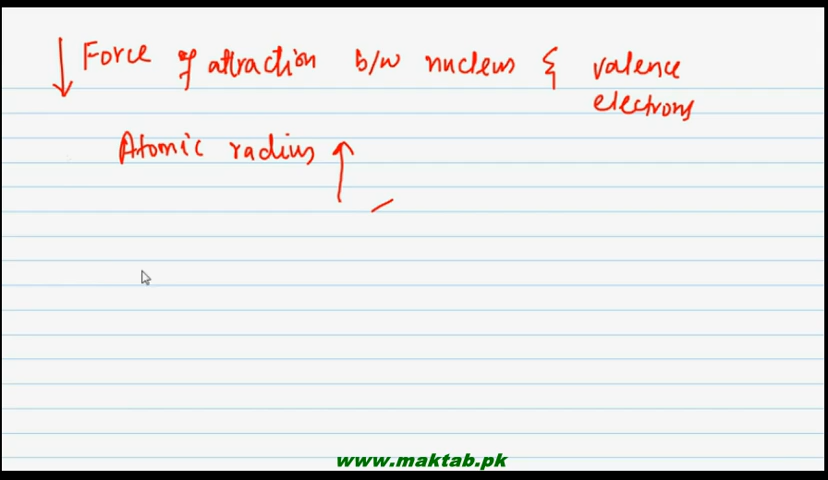 ↓ Force of attraction b/w nucleus & valence
electrons
Atomic radius ↑
www.maktab.pk